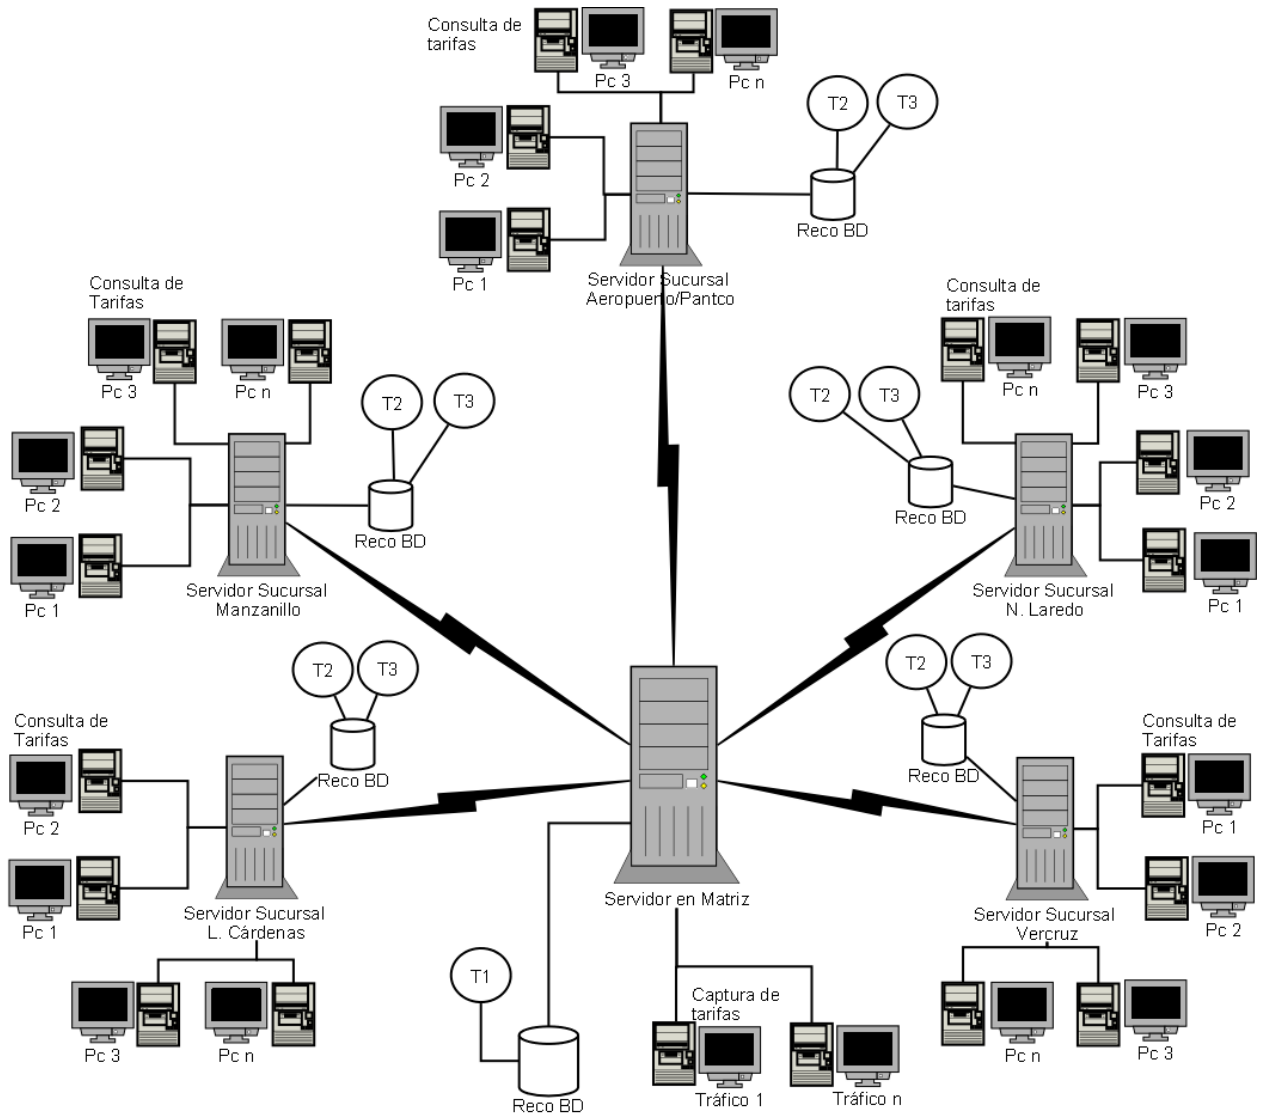 Consulta de
tarifas
Pc 3
Pc n
T2
T3
Pc 2
Reco BD
Pc 1
Servidor Sucursal
Aeropuerto/Pantco
Consulta de
Tarifas
Pc 3
Pc n
T2
T3
Pc 2
Reco BD
Pc 1
Servidor Sucursal
Manzanillo
Consulta de
tarifas
Pc n
Pc 3
T2
T3
Pc 2
Reco BD
Pc 1
Servidor Sucursal
N. Laredo
T2
T3
Consulta de
Tarifas
Reco BD
Pc 2
Pc 1
Servidor Sucursal
L. Cárdenas
Pc 3
Pc n
T2
T3
Consulta de
Tarifas
Reco BD
Pc 1
Pc 2
Servidor Sucursal
Vercruz
Pc n
Pc 3
Servidor en Matriz
T1
Reco BD
Captura de
tarifas
Tráfico 1
Tráfico n